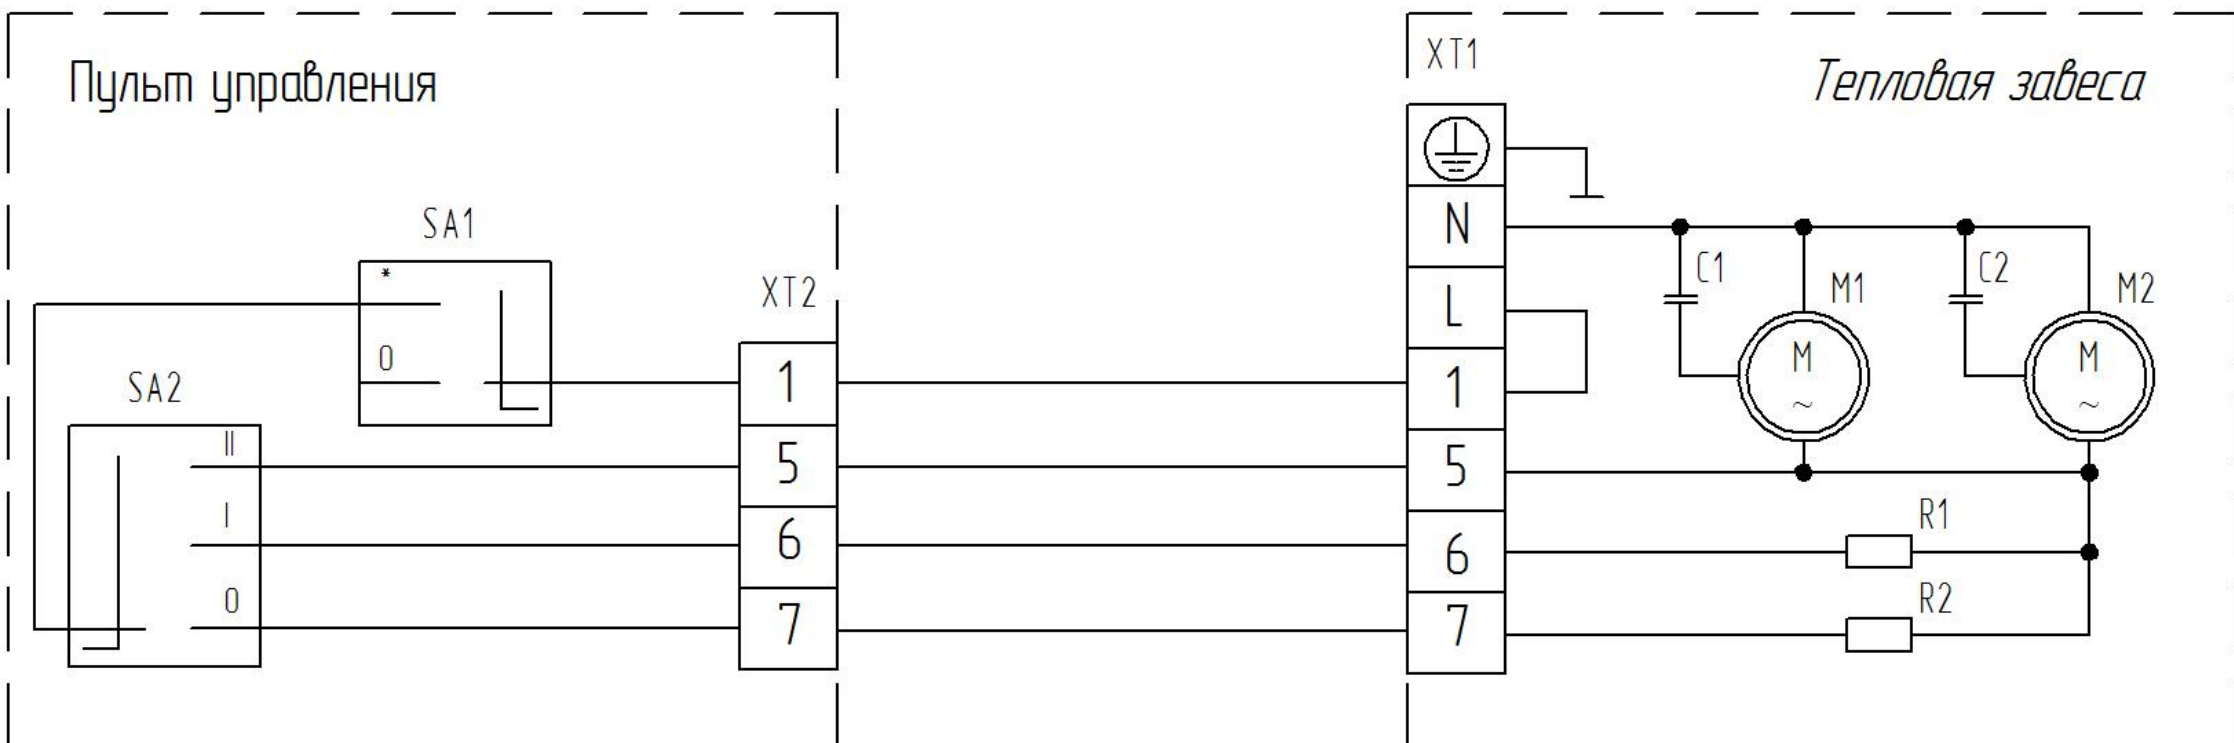 Пульт управления
SA1
*
0
SA2
II
I
0
XT2
1
5
6
7
XT1
N
L
1
5
6
7
Тепловая завеса
C1
M1
M
~
C2
M2
M
~
R1
R2